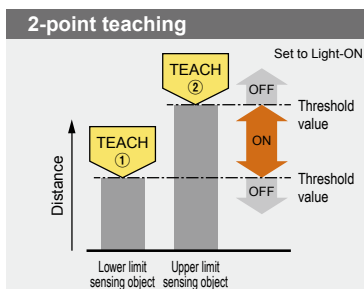 2-point teaching
Set to Light-ON
TEACH
②
OFF
Threshold
value
TEACH
①
ON
Threshold
value
OFF
Distance
Lower limit
sensing object
Upper limit
sensing object